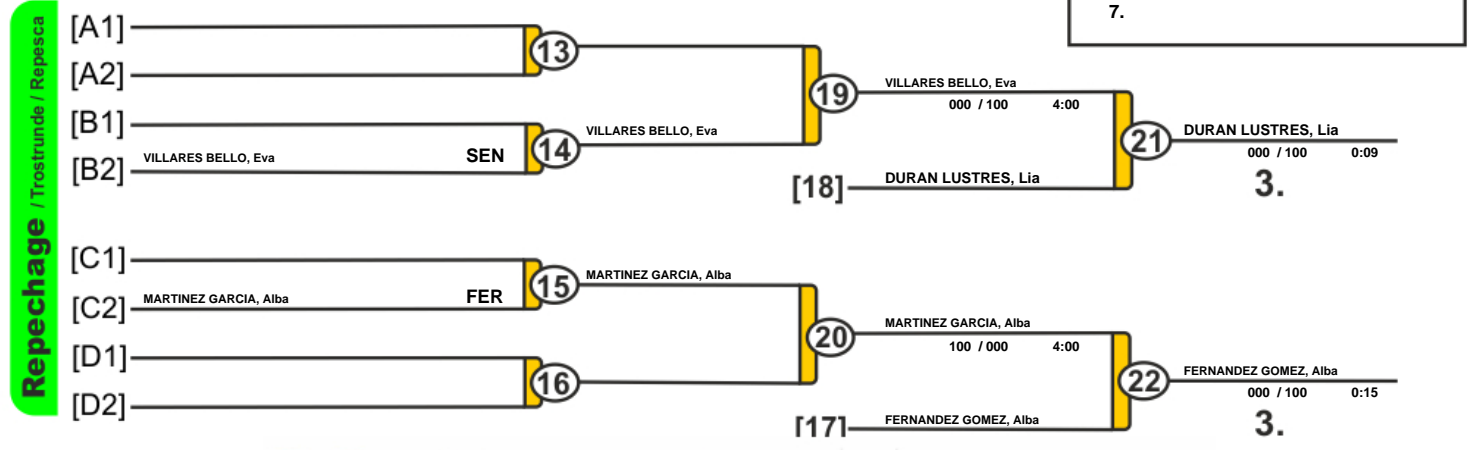 7.
Repechage / Trostrunde / Repesca
[A1]
13
[A2]
19
VILLARES BELLO, Eva
000 / 100 4:00
[B1]
14
VILLARES BELLO, Eva
21
DURAN LUSTRES, Lia
000 / 100 0:09
3.
[B2] VILLARES BELLO, Eva SEN
[18] DURAN LUSTRES, Lia
[C1]
15
MARTINEZ GARCIA, Alba
[C2] MARTINEZ GARCIA, Alba FER
20
MARTINEZ GARCIA, Alba
100 / 000 4:00
[D1]
16
22
FERNANDEZ GOMEZ, Alba
000 / 100 0:15
3.
[D2]
[17] FERNANDEZ GOMEZ, Alba